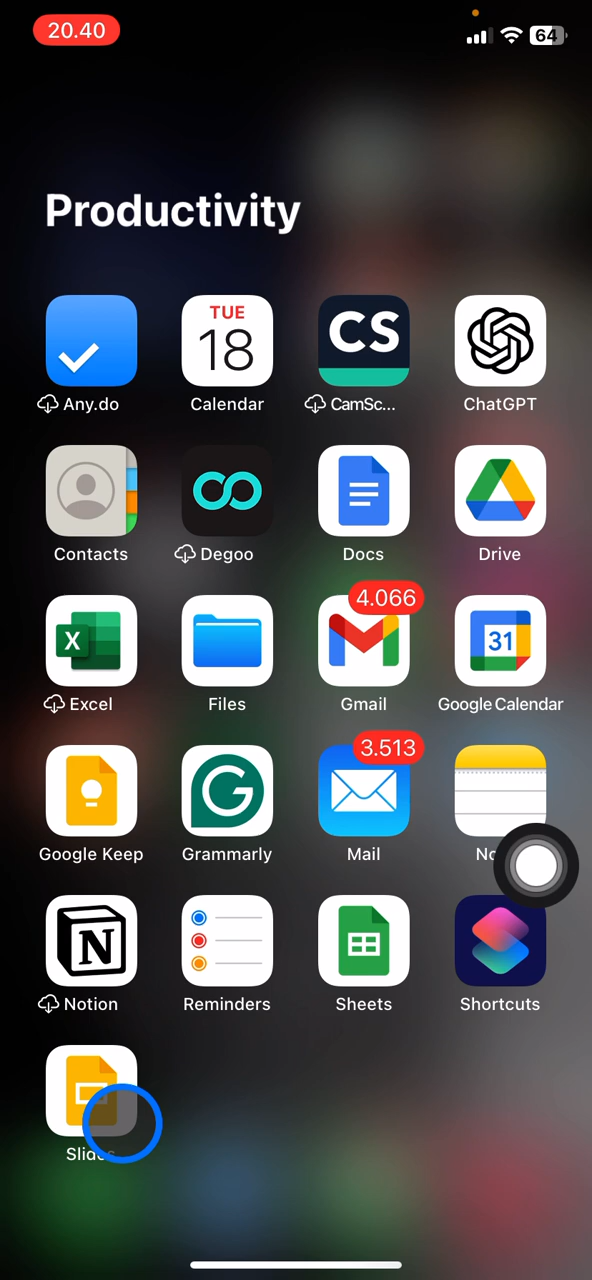 20.40
64
Productivity
TUE
18
CS
Any.do
Calendar
CamSc...
ChatGPT
Contacts
Degoo
Docs
Drive
4.066
X
31
Excel
Files
Gmail
Google Calendar
3.513
G
Google Keep
Grammarly
Mail
N
Notion
Reminders
Sheets
Shortcuts